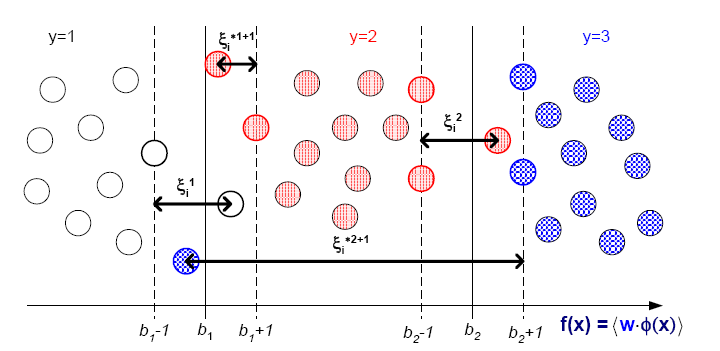 y=1 y=2 y=3
ξi*1+1
ξi2
ξi1
ξi*2+1
b1-1 b1 b1+1 b2-1 b2 b2+1
f(x) = ⟨w·ϕ(x)⟩